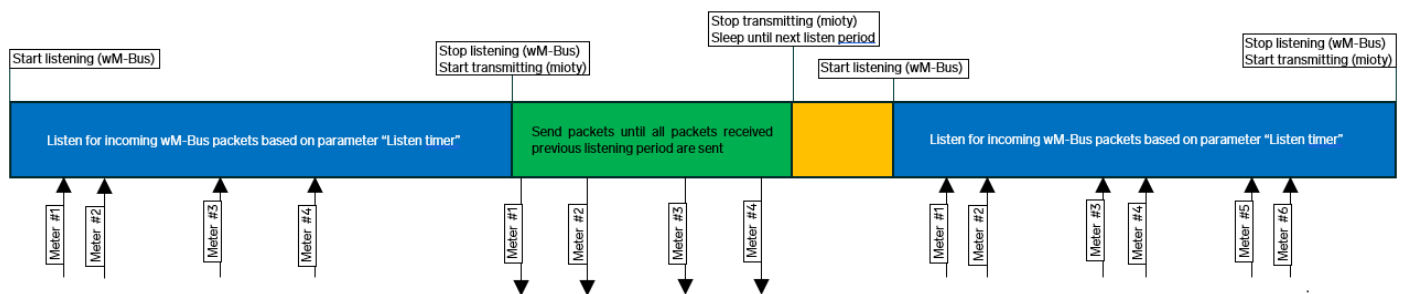 Start listening (wM-Bus)
Stop listening (wM-Bus)
Start transmitting (mioty)
Stop transmitting (mioty)
Sleep until next listen period
Start listening (wM-Bus)
Stop listening (wM-Bus)
Start transmitting (mioty)
Listen for incoming wM-Bus packets based on parameter “Listen timer”
Send packets until all packets received
previous listening period are sent
Listen for incoming wM-Bus packets based on parameter “Listen timer”
Meter #1
Meter #2
Meter #3
Meter #4
Meter #1
Meter #2
Meter #3
Meter #4
Meter #1
Meter #2
Meter #3
Meter #4
Meter #5
Meter #6